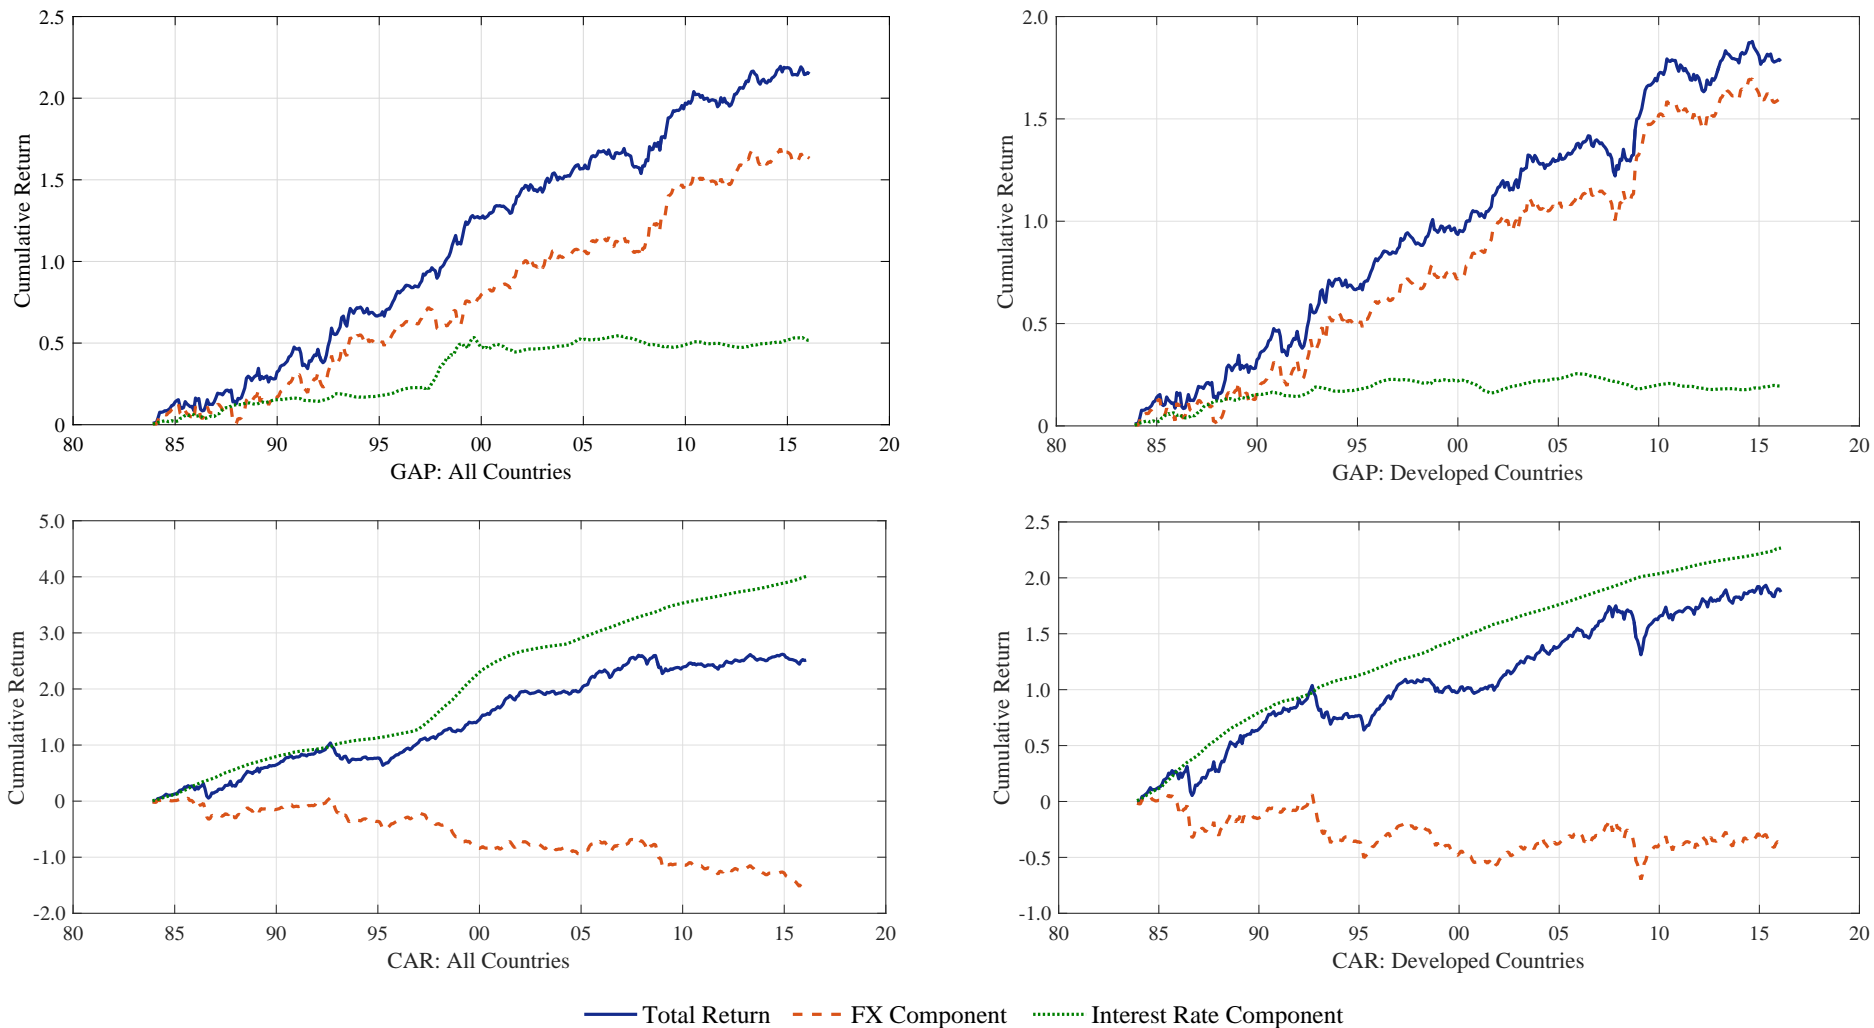 2.5
2.0
1.5
1.0
0.5
0
Cumulative Return
80 85 90 95 00 05 10 15 20
GAP: All Countries
2.0
1.5
1.0
0.5
0
Cumulative Return
80 85 90 95 00 05 10 15 20
GAP: Developed Countries
5.0
4.0
3.0
2.0
1.0
0
-1.0
-2.0
Cumulative Return
80 85 90 95 00 05 10 15 20
CAR: All Countries
2.5
2.0
1.5
1.0
0.5
0
-0.5
-1.0
Cumulative Return
80 85 90 95 00 05 10 15 20
CAR: Developed Countries
Total Return FX Component Interest Rate Component